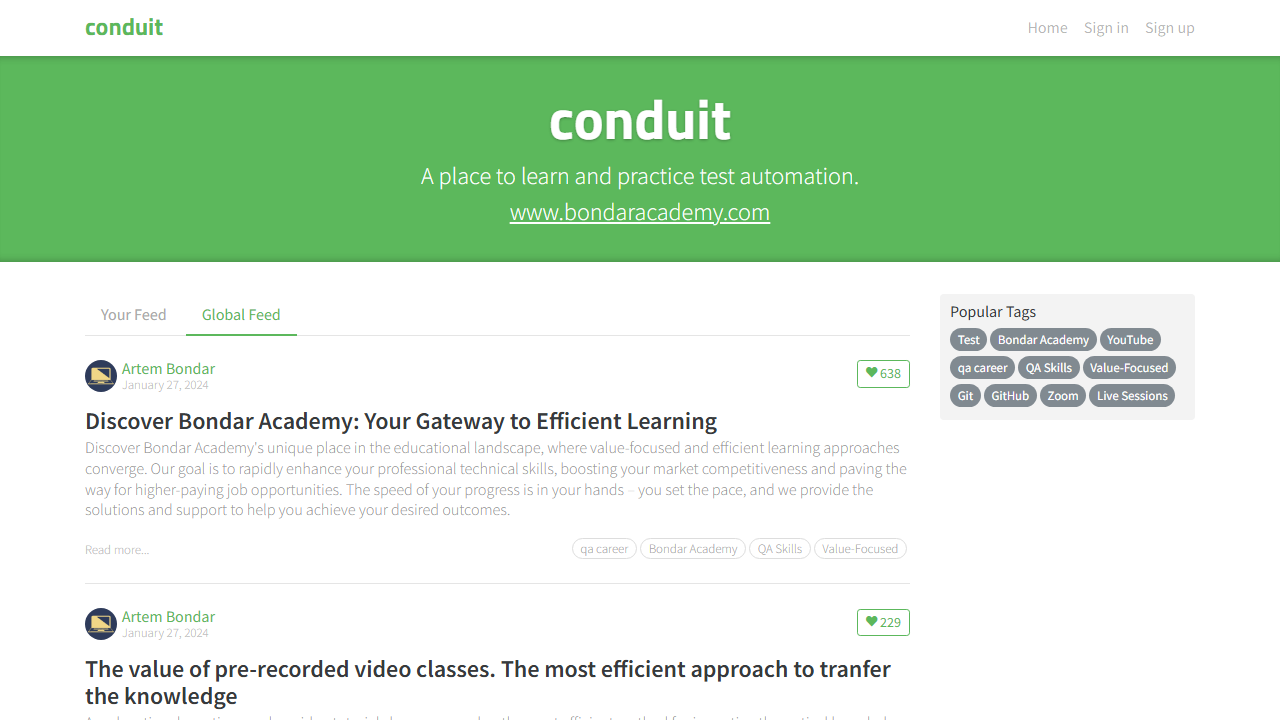 conduit
Home Sign in Sign up
conduit
A place to learn and practice test automation.
www.bondaracademy.com
Your Feed Global Feed
Popular Tags
Test Bondar Academy YouTube
qa career QA Skills Value-Focused
Git GitHub Zoom Live Sessions
Artem Bondar
January 27, 2024
638
Discover Bondar Academy: Your Gateway to Efficient Learning
Discover Bondar Academy's unique place in the educational landscape, where value-focused and efficient learning approaches
converge. Our goal is to rapidly enhance your professional technical skills, boosting your market competitiveness and paving the
way for higher-paying job opportunities. The speed of your progress is in your hands – you set the pace, and we provide the
solutions and support to help you achieve your desired outcomes.
Read more...
qa career Bondar Academy QA Skills Value-Focused
Artem Bondar
January 27, 2024
229
The value of pre-recorded video classes. The most efficient approach to tranfer
the knowledge